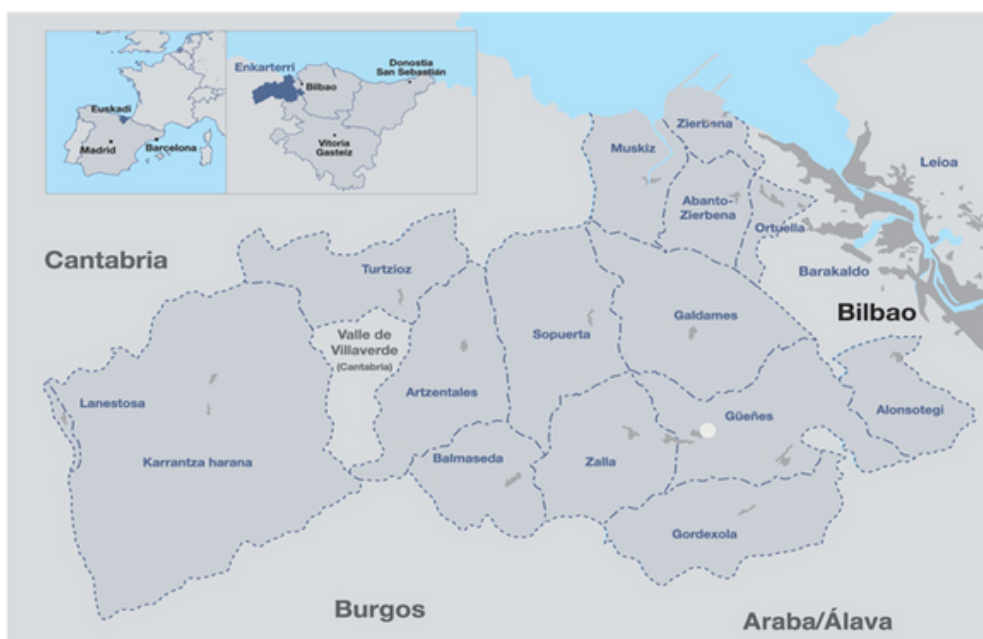 Euskadi
Madrid
Barcelona
Enkarterri
Bilbao
Donostia
San Sebastián
Vitoria
Gasteiz
Zierbena
Muskiz
Leioa
Abanto-
Zierbena
Ortuella
Cantabria
Turtzioz
Barakaldo
Bilbao
Valle de
Villaverde
(Cantabria)
Sopuerta
Galdames
Lanestosa
Artzentales
Alonsotegi
Güeñes
Karrantza harana
Balmaseda
Zalla
Gordexola
Burgos
Araba/Álava